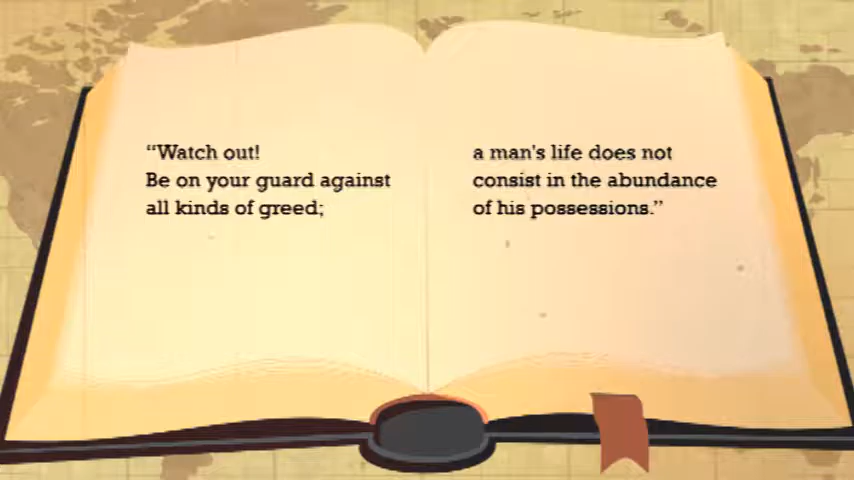 “Watch out!
Be on your guard against
all kinds of greed;
a man's life does not
consist in the abundance
of his possessions.”